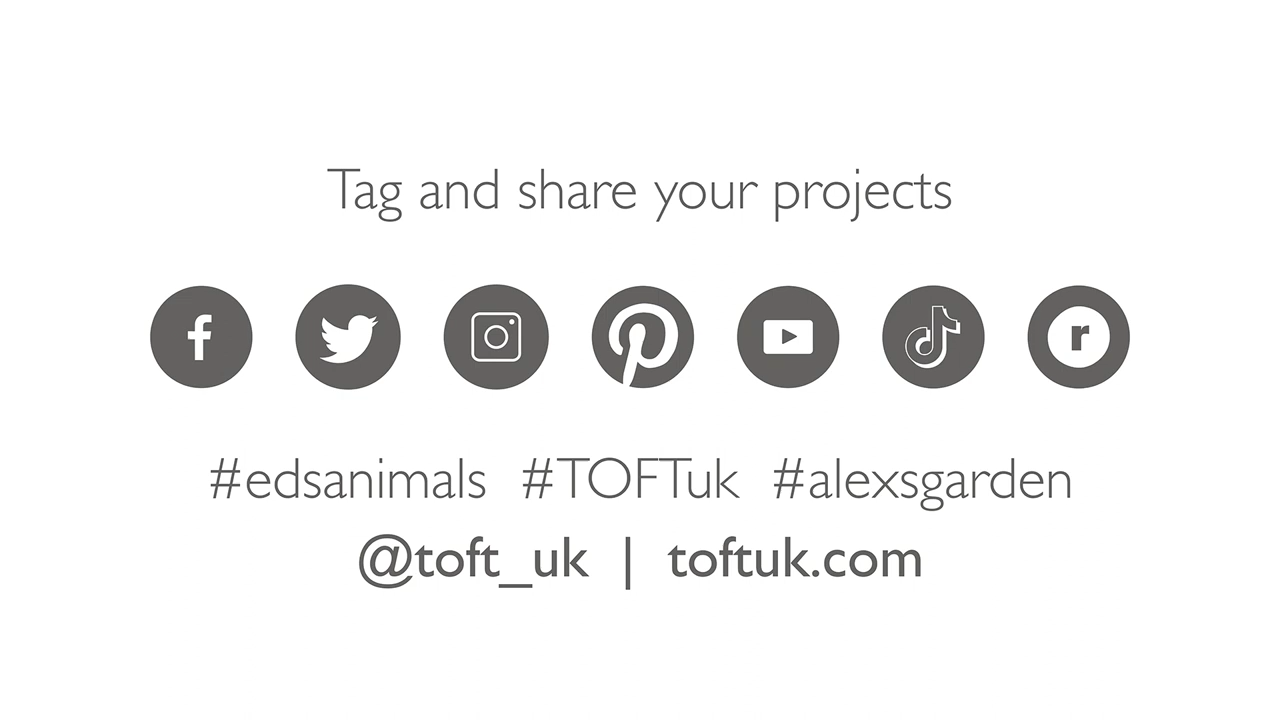 Tag and share your projects
f r
#edsanimals #TOFTuk #alexsgarden
@toft_uk | toftuk.com